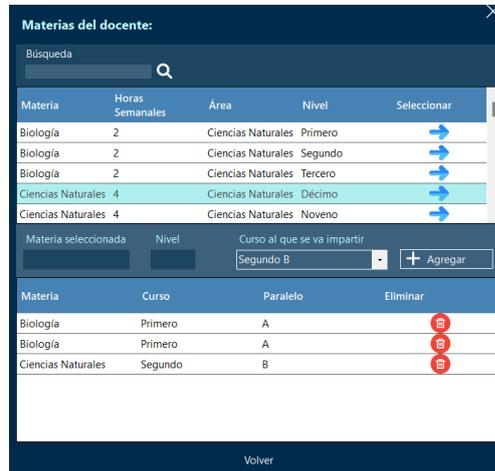 Materias del docente:
Búsqueda
Materia Horas Semanales Área Nivel Seleccionar
Biología 2 Ciencias Naturales Primero
Biología 2 Ciencias Naturales Segundo
Biología 2 Ciencias Naturales Tercero
Ciencias Naturales 4 Ciencias Naturales Décimo
Ciencias Naturales 4 Ciencias Naturales Noveno
Materia seleccionada Nivel Curso al que se va impartir
Segundo B Agregar
Materia Curso Paralelo Eliminar
Biología Primero A
Biología Primero A
Ciencias Naturales Segundo B
Volver